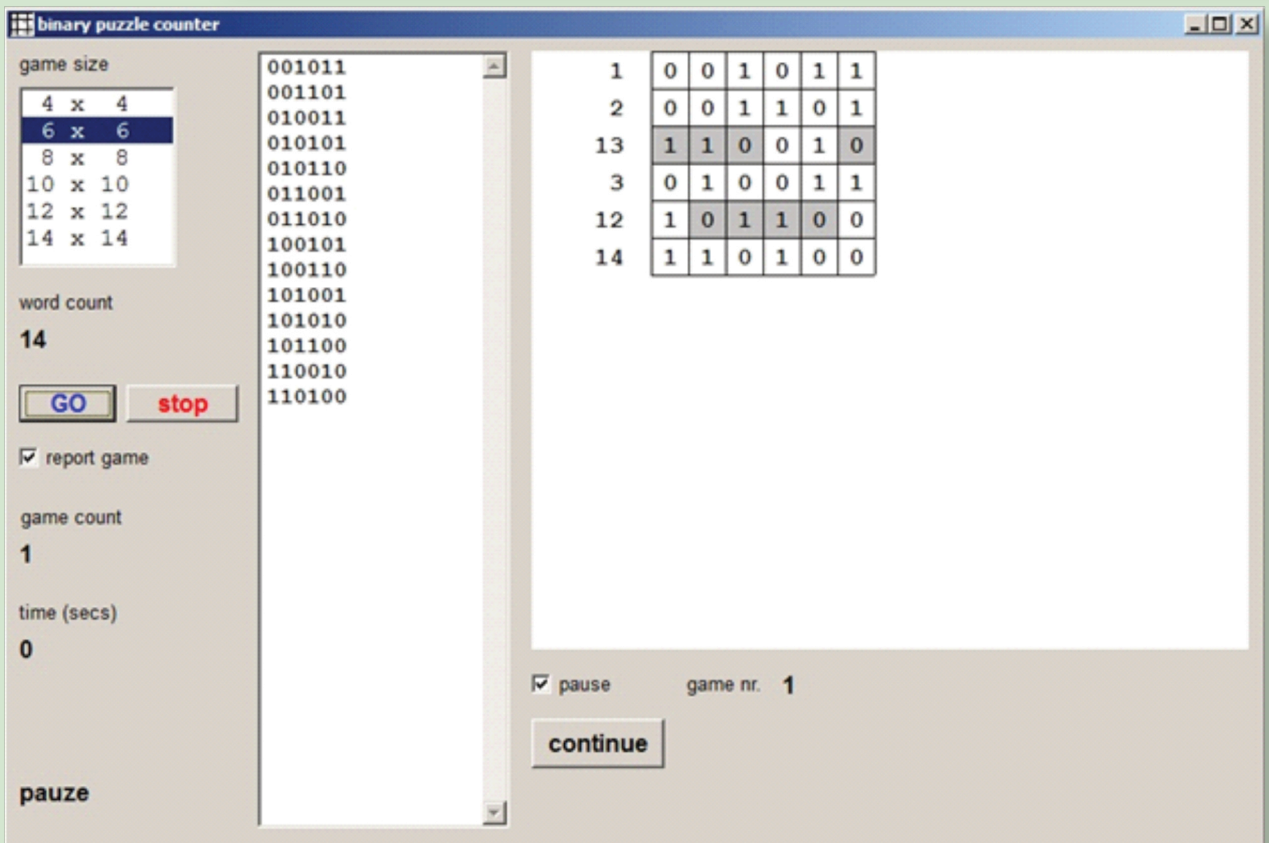 binary puzzle counter
game size
4 x 4
6 x 6
8 x 8
10 x 10
12 x 12
14 x 14
word count
14
GO stop
report game
game count
1
time (secs)
0
pauze
001011
001101
010011
010101
010110
011001
011010
100101
100110
101001
101010
101100
110010
110100
1 0 0 1 0 1 1
2 0 0 1 1 0 1
13 1 1 0 0 1 0
3 0 1 0 0 1 1
12 1 0 1 1 0 0
14 1 1 0 1 0 0
pause game nr. 1
continue